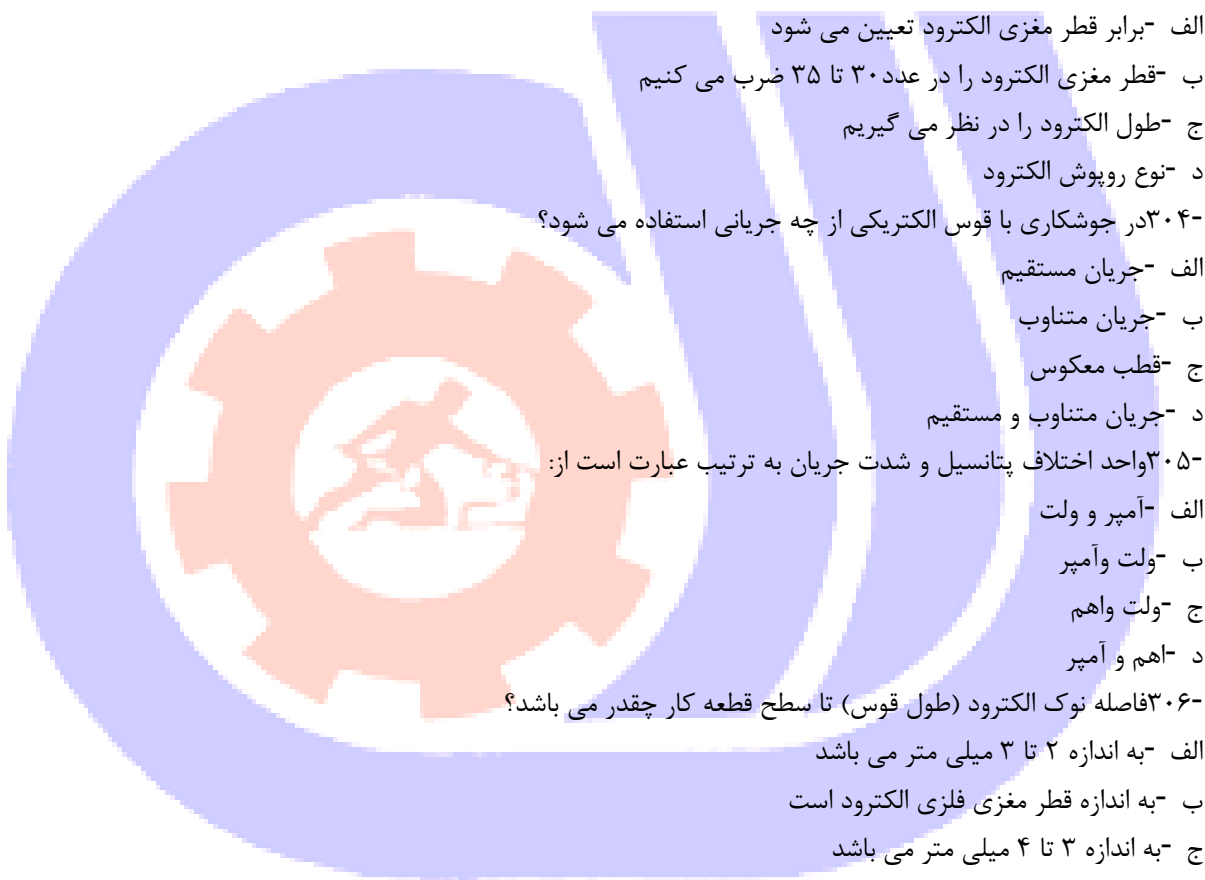 الف -برابر قطر مغزی الکترود تعیین می شود
ب -قطر مغزی الکترود را در عدد۳۰ تا ۳۵ ضرب می کنیم
ج -طول الکترود را در نظر می گیریم
د -نوع روپوش الکترود
-۳۰۴در جوشکاری با قوس الکتریکی از چه جریانی استفاده می شود؟
الف -جریان مستقیم
ب -جریان متناوب
ج -قطب معکوس
د -جریان متناوب و مستقیم
-۳۰۵واحد اختلاف پتانسیل و شدت جریان به ترتیب عبارت است از:
الف -آمپر و ولت
ب -ولت وآمپر
ج -ولت واهم
د -اهم و آمپر
-۳۰۶فاصله نوک الکترود (طول قوس) تا سطح قطعه کار چقدر می باشد؟
الف -به اندازه ۲ تا ۳ میلی متر می باشد
ب -به اندازه قطر مغزی فلزی الکترود است
ج -به اندازه ۳ تا ۴ میلی متر می باشد